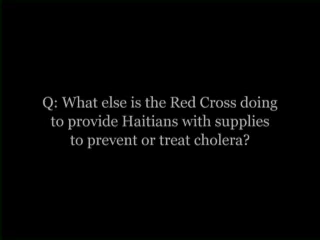 Q: What else is the Red Cross doing
to provide Haitians with supplies
to prevent or treat cholera?